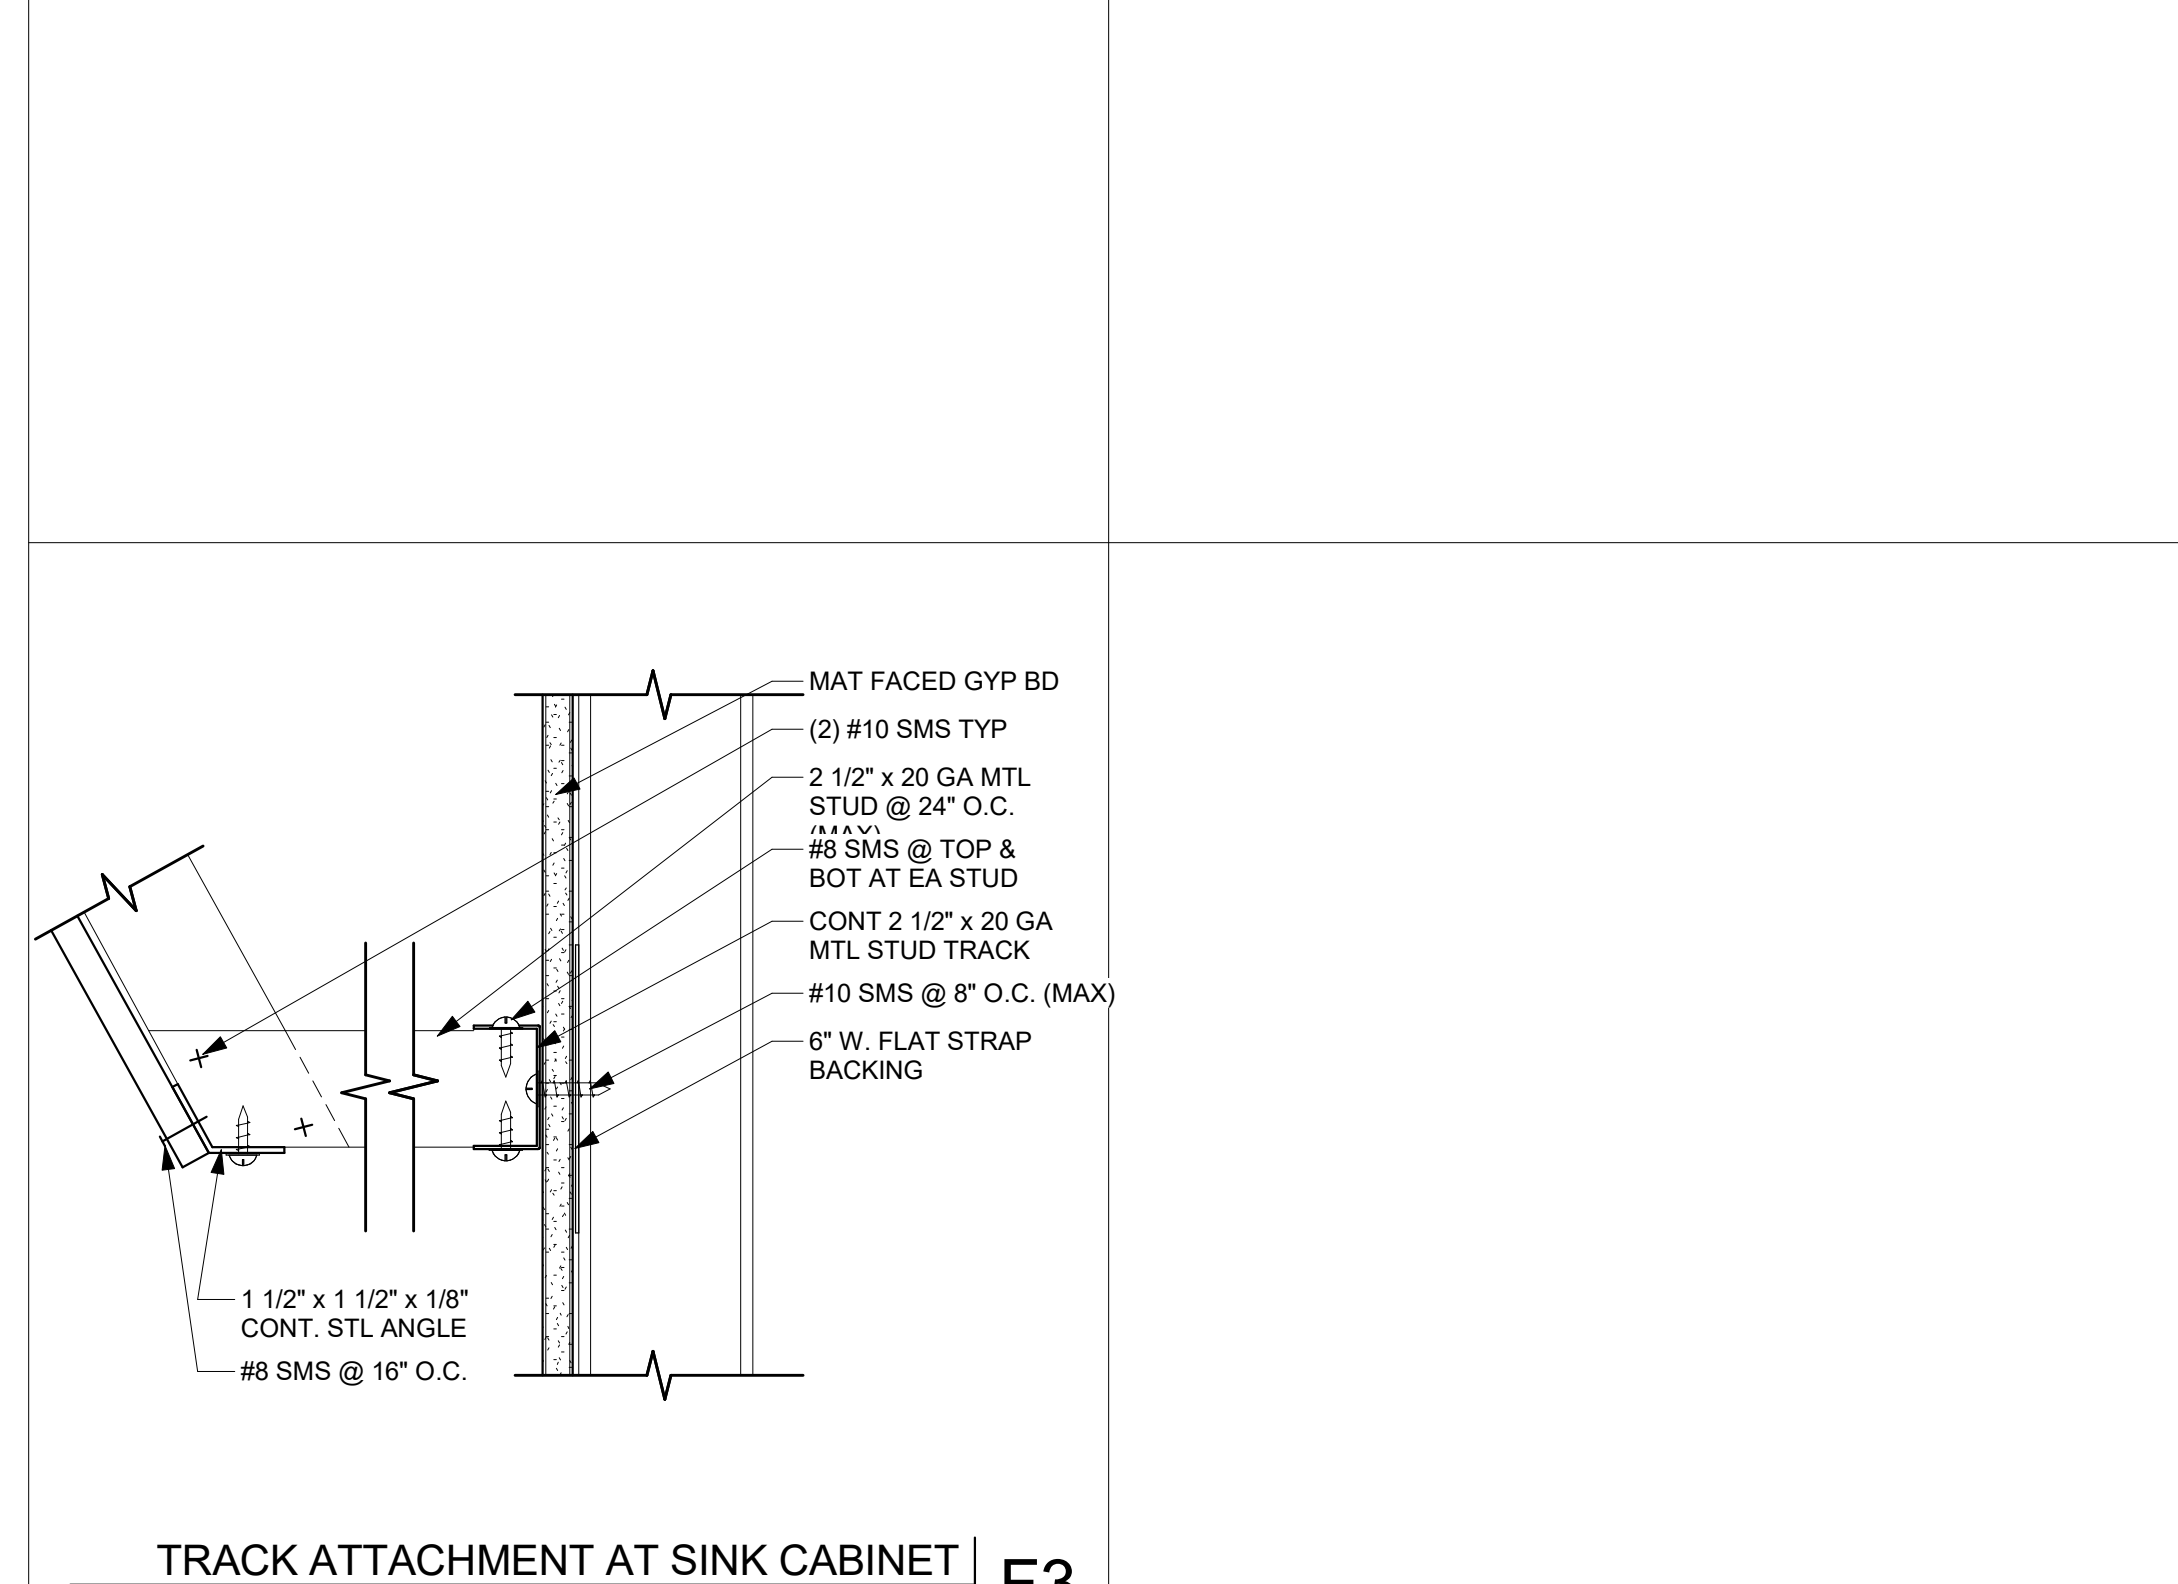 MAT FACED GYP BD
(2) #10 SMS TYP
2 1/2" x 20 GA MTL
STUD @ 24" O.C.
(MAX)
#8 SMS @ TOP &
BOT AT EA STUD
CONT 2 1/2" x 20 GA
MTL STUD TRACK
#10 SMS @ 8" O.C. (MAX)
6" W. FLAT STRAP
BACKING
1 1/2" x 1 1/2" x 1/8"
CONT. STL ANGLE
#8 SMS @ 16" O.C.
TRACK ATTACHMENT AT SINK CABINET